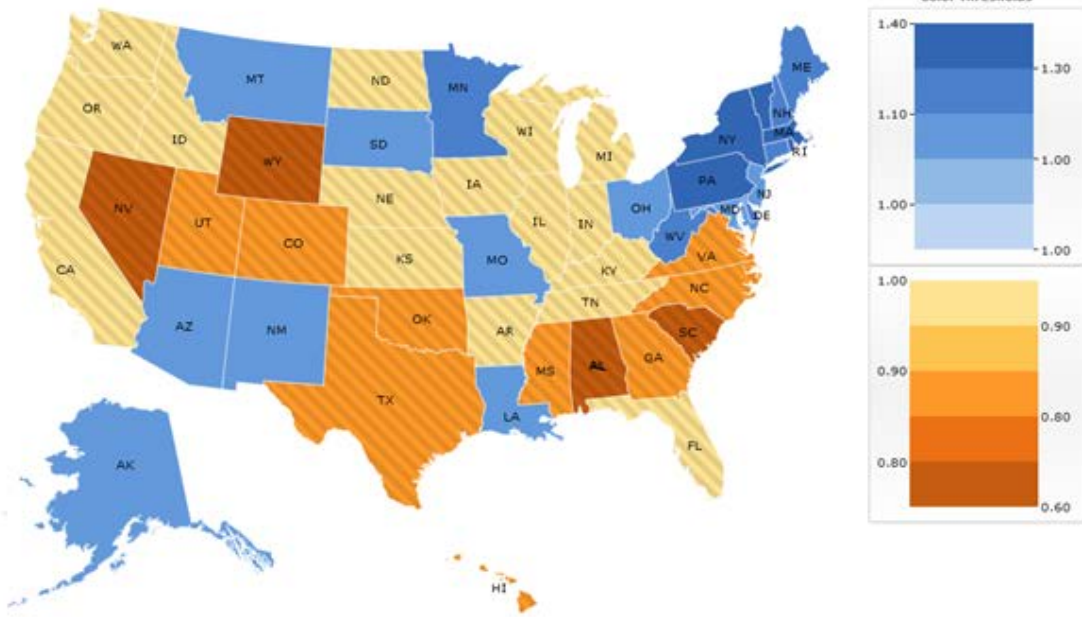 1.40
1.30
1.10
1.00
1.00
1.00
1.00
0.90
0.90
0.80
0.80
0.60
WA
MT
ND
MN
ME
OR
ID
WY
SD
WI
MI
NY
NH
MA
RI
NV
UT
CO
NE
IA
IL
IN
OH
PA
NJ
MD
DE
WV
VA
CA
KS
MO
KY
NC
TN
AZ
NM
OK
AR
SC
TX
LA
MS
AL
GA
FL
AK
HI